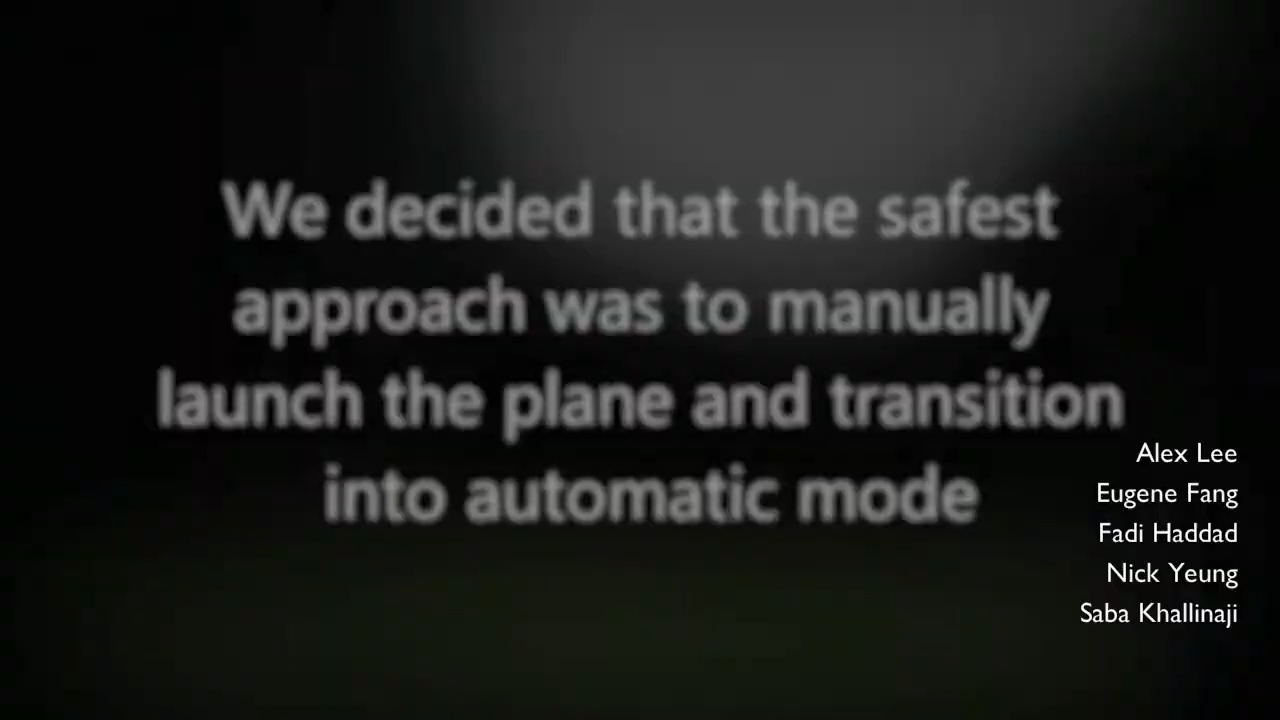 We decided that the safest
approach was to manually
launch the plane and transition
into automatic mode
Alex Lee
Eugene Fang
Fadi Haddad
Nick Yeung
Saba Khallinaji